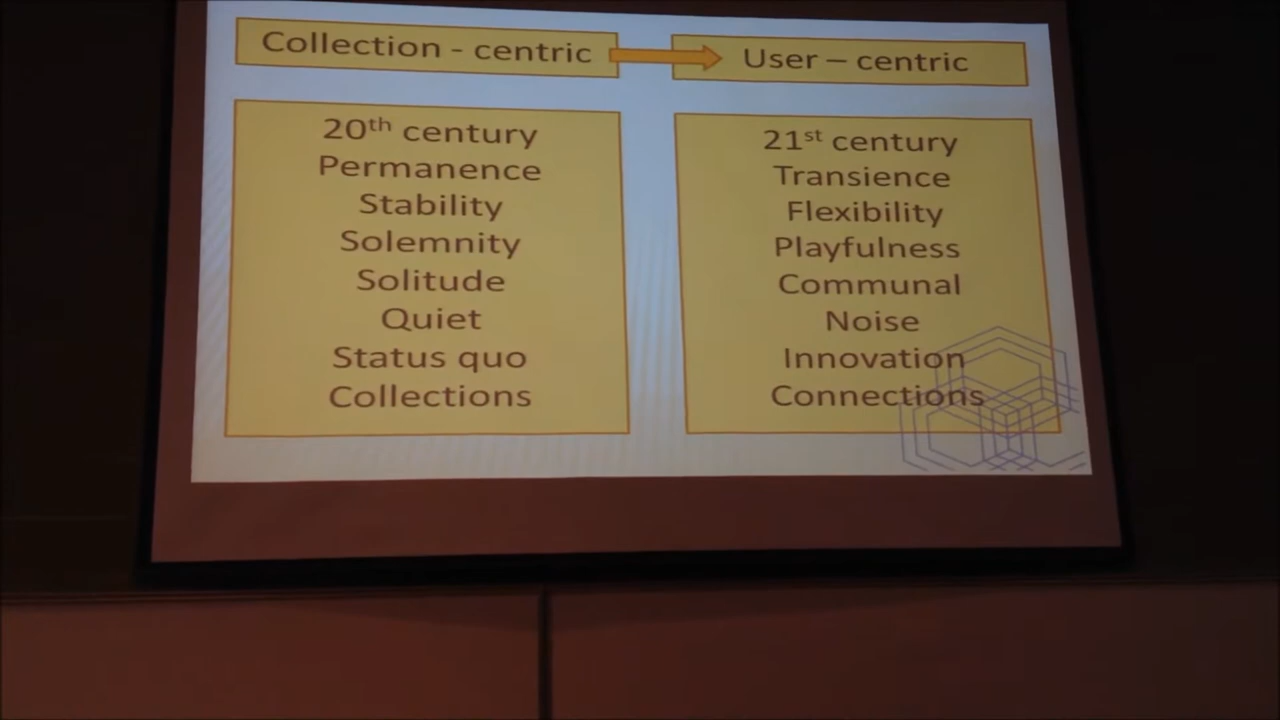 Collection - centric
User – centric
20th century
Permanence
Stability
Solemnity
Solitude
Quiet
Status quo
Collections
21st century
Transience
Flexibility
Playfulness
Communal
Noise
Innovation
Connections